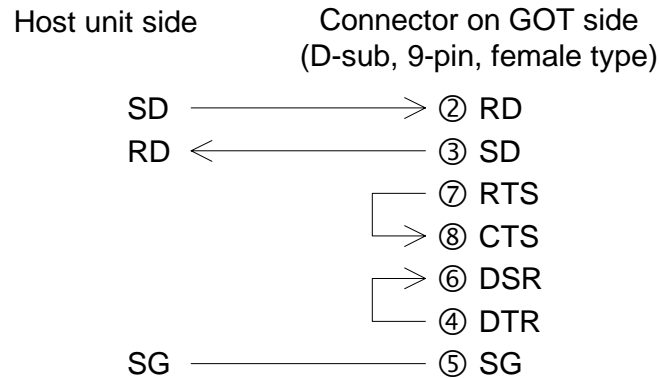 Host unit side Connector on GOT side
(D-sub, 9-pin, female type)
SD ② RD
RD ③ SD
⑦ RTS
⑧ CTS
⑥ DSR
④ DTR
SG ⑤ SG